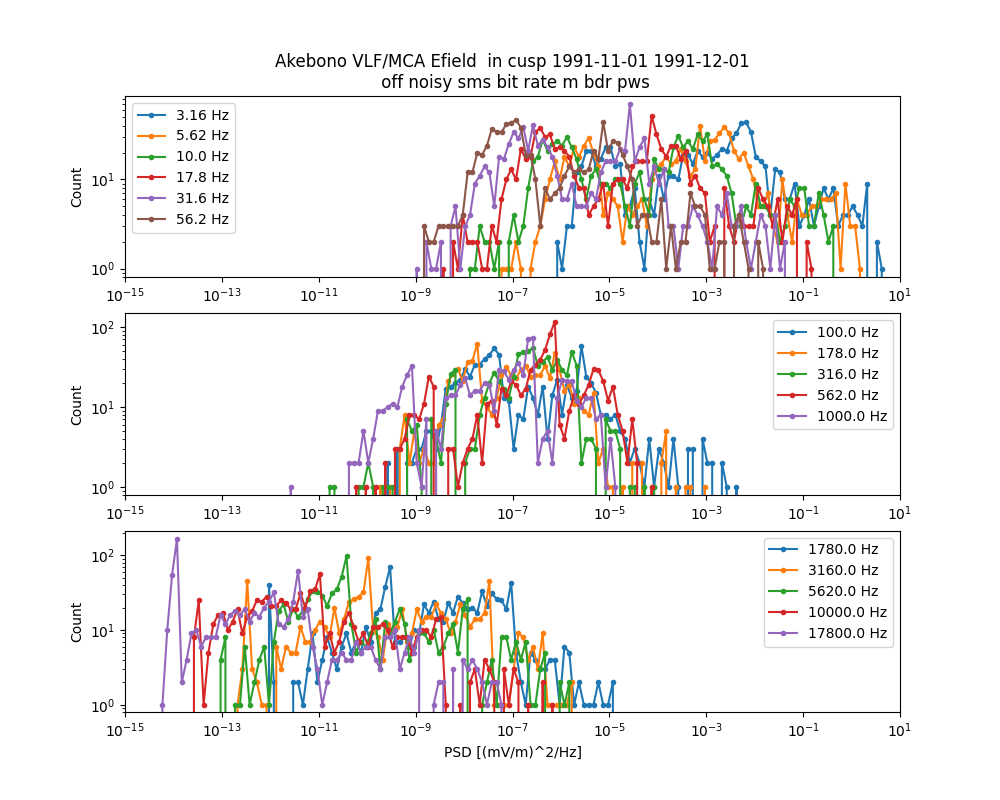 Akebono VLF/MCA Efield  in cusp 1991-11-01 1991-12-01
off noisy sms bit rate m bdr pws
Count
10^1
10^0
3.16 Hz
5.62 Hz
10.0 Hz
17.8 Hz
31.6 Hz
56.2 Hz
10^−15 10^−13 10^−11 10^−9 10^−7 10^−5 10^−3 10^−1 10^1
Count
10^2
10^1
10^0
100.0 Hz
178.0 Hz
316.0 Hz
562.0 Hz
1000.0 Hz
10^−15 10^−13 10^−11 10^−9 10^−7 10^−5 10^−3 10^−1 10^1
Count
10^2
10^1
10^0
1780.0 Hz
3160.0 Hz
5620.0 Hz
10000.0 Hz
17800.0 Hz
10^−15 10^−13 10^−11 10^−9 10^−7 10^−5 10^−3 10^−1 10^1
PSD [(mV/m)^2/Hz]